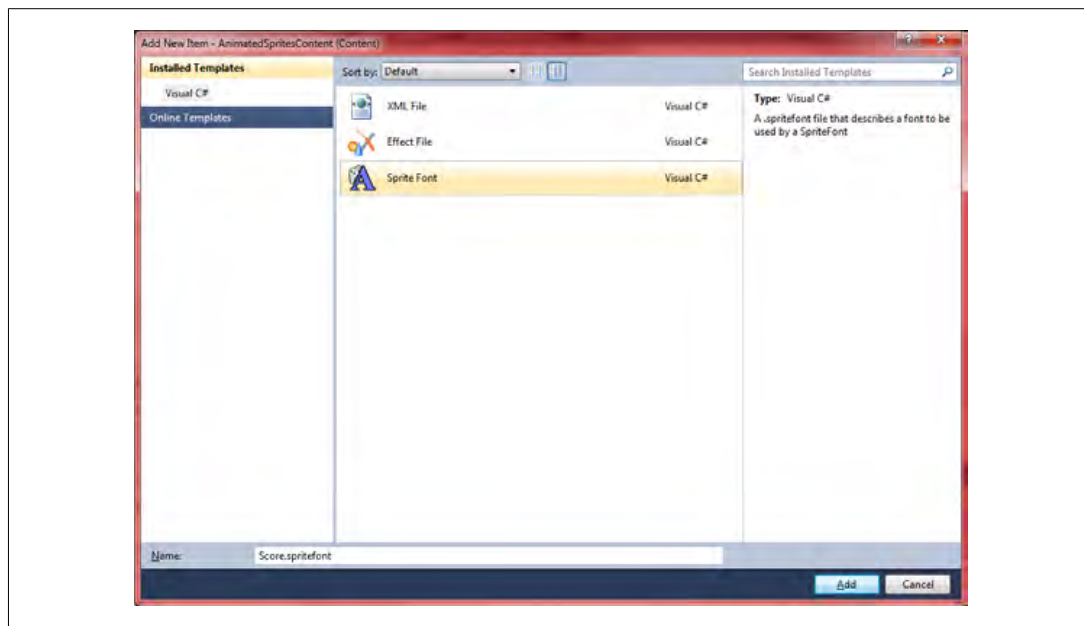 Add New Item - AnimatedSpritesContent (Content)
Installed Templates
Visual C#
Online Templates
Sort by: Default
Search Installed Templates
XML File Visual C#
Effect File Visual C#
Sprite Font Visual C#
Type: Visual C#
A .spritefont file that describes a font to be
used by a SpriteFont
Name: Score.spritefont
Add Cancel